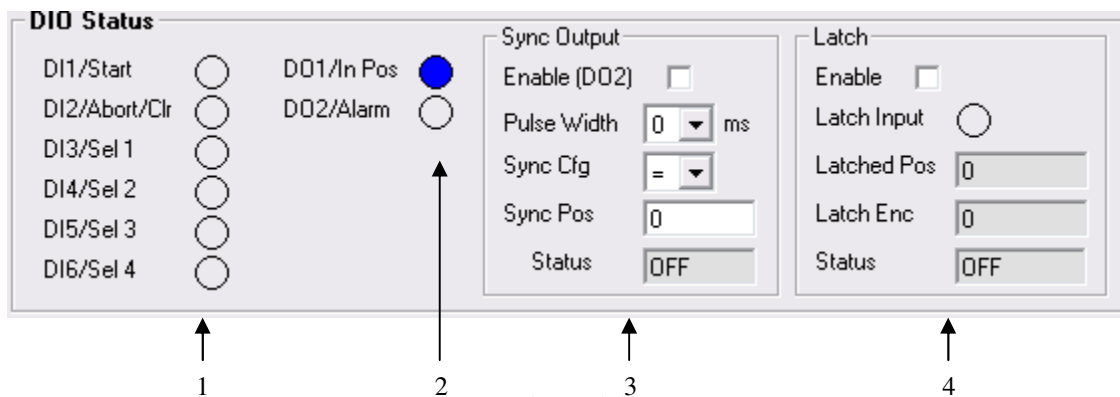 DIO Status
DI1/Start
DI2/Abort/Clr
DI3/Sel 1
DI4/Sel 2
DI5/Sel 3
DI6/Sel 4
DO1/In Pos
DO2/Alarm
Sync Output
Enable (DO2)
Pulse Width 0 ms
Sync Cfg =
Sync Pos 0
Status OFF
Latch
Enable
Latch Input
Latched Pos 0
Latch Enc 0
Status OFF
1 2 3 4